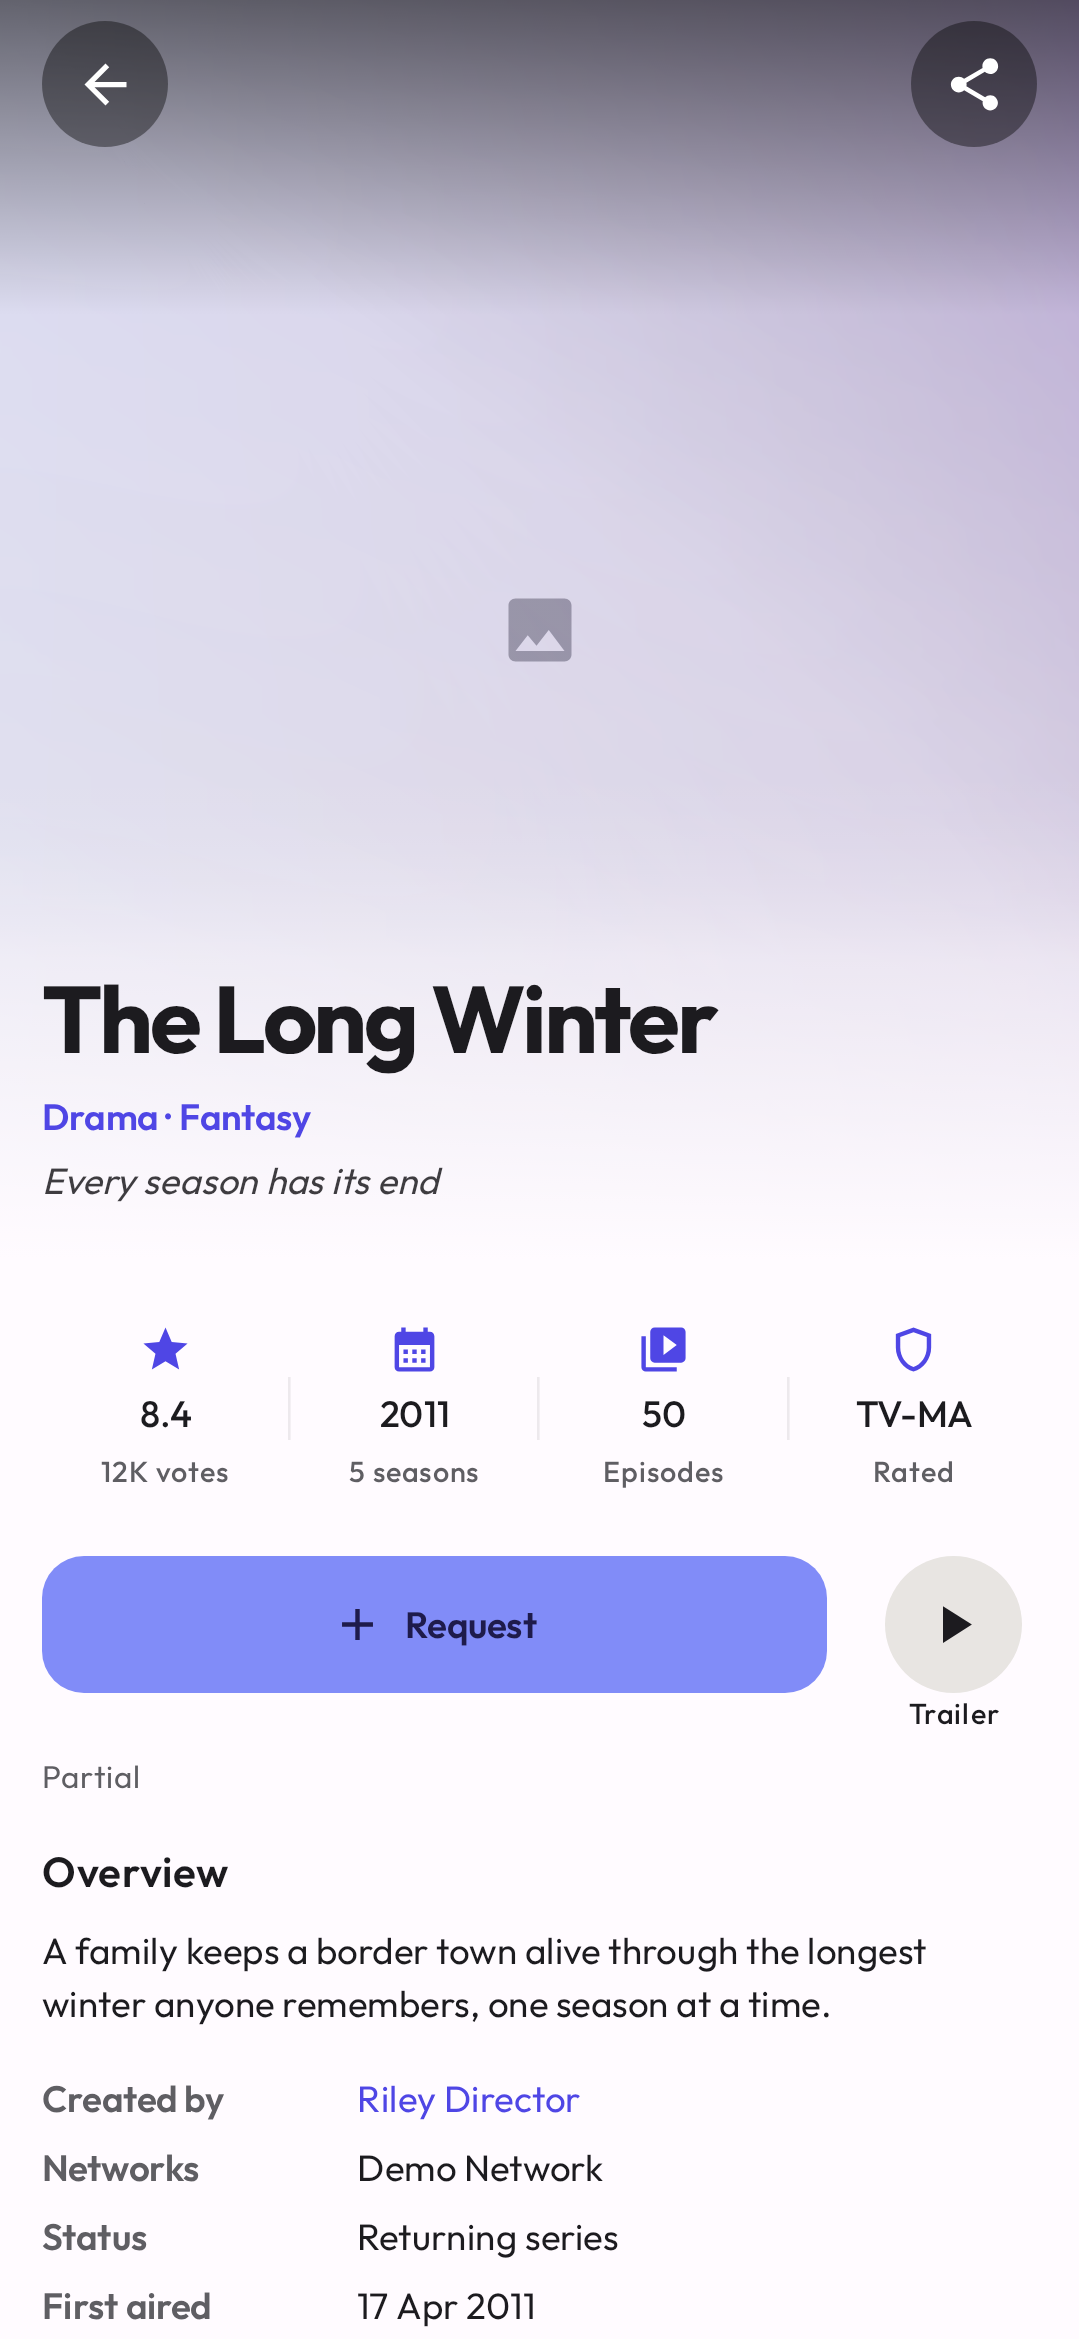 The Long Winter
Drama · Fantasy
Every season has its end
8.4
12K votes
2011
5 seasons
50
Episodes
TV-MA
Rated
Request
Trailer
Partial
Overview
A family keeps a border town alive through the longest
winter anyone remembers, one season at a time.
Created by Riley Director
Networks Demo Network
Status Returning series
First aired 17 Apr 2011